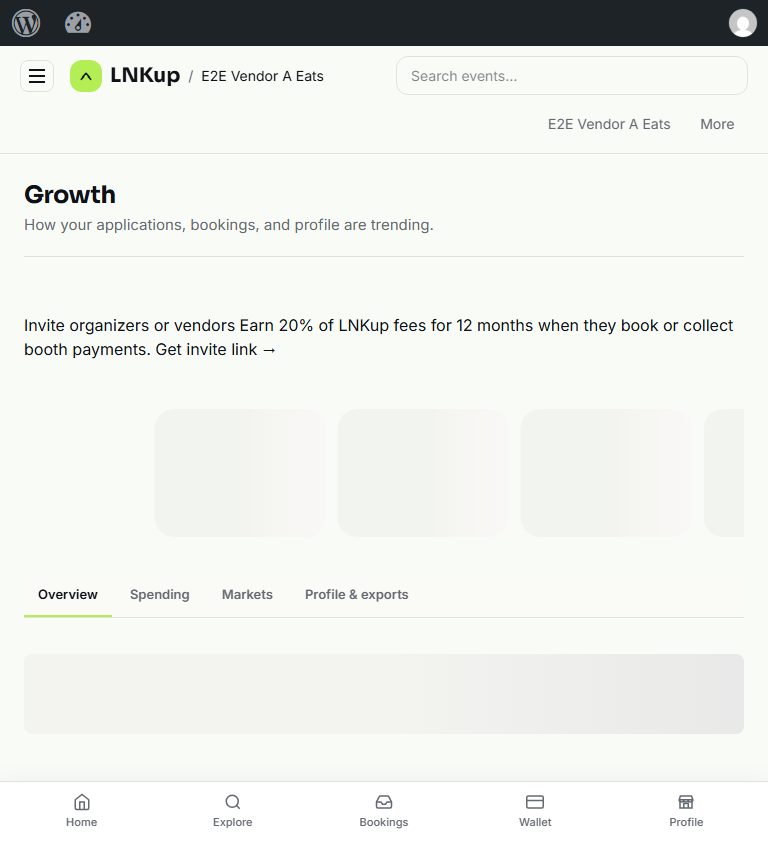 LNKup / E2E Vendor A Eats
Search events...
E2E Vendor A Eats More
Growth
How your applications, bookings, and profile are trending.
Invite organizers or vendors Earn 20% of LNKup fees for 12 months when they book or collect
booth payments. Get invite link →
Overview Spending Markets Profile & exports
Home Explore Bookings Wallet Profile